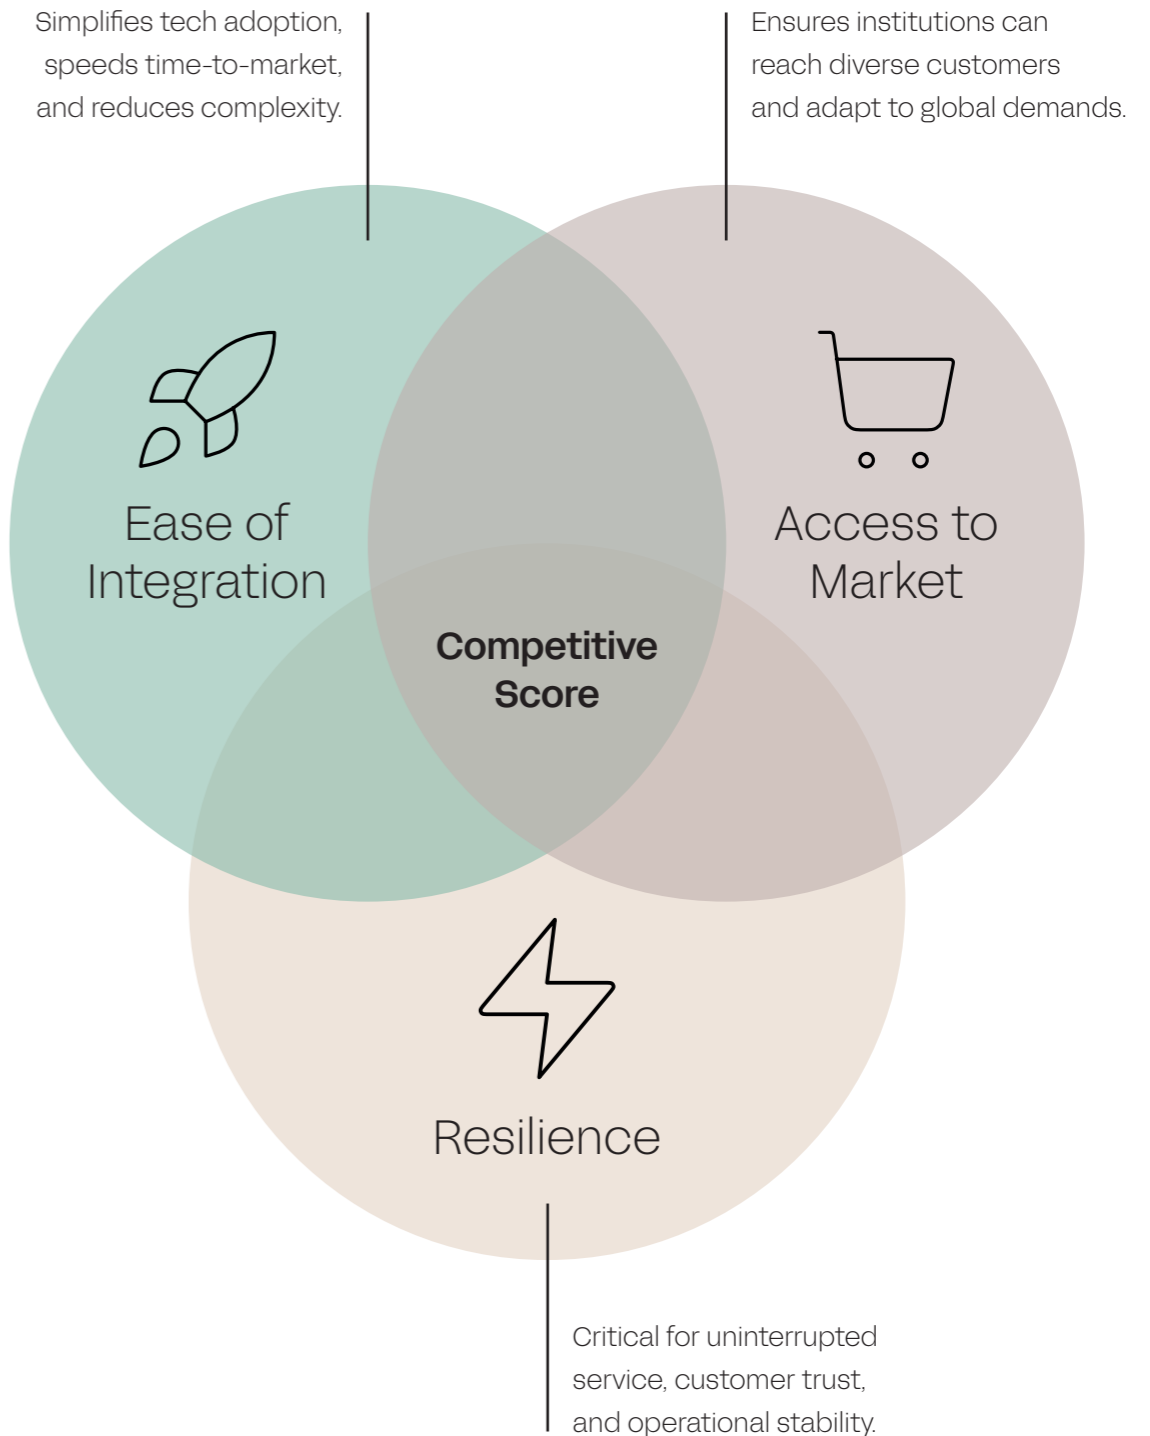 Simplifies tech adoption,
speeds time-to-market,
and reduces complexity.
Ensures institutions can
reach diverse customers
and adapt to global demands.
Ease of
Integration
Access to
Market
Competitive
Score
Resilience
Critical for uninterrupted
service, customer trust,
and operational stability.